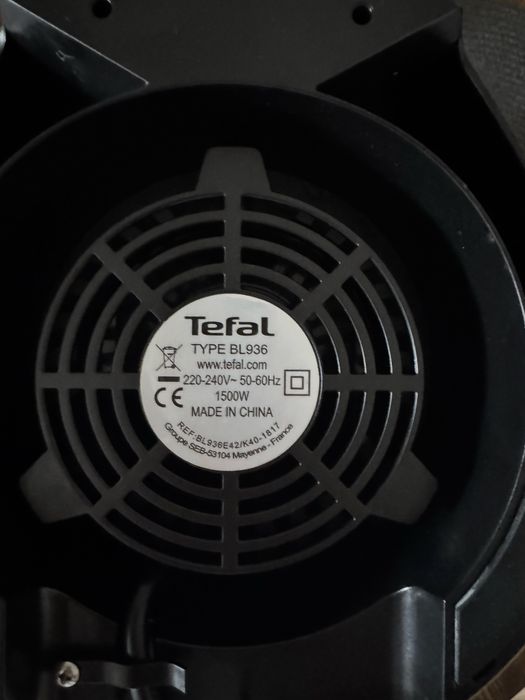 Tefal
TYPE BL936
www.tefal.com
220-240V~ 50-60Hz
CE 1500W
MADE IN CHINA
REF:BL936E42/K40-1817
Groupe SEB-53104 Mayenne - France